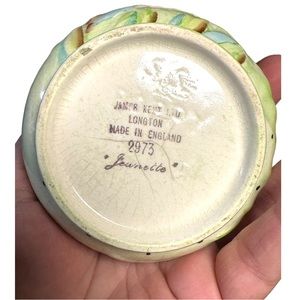 JAMES KENT LTD.
LONGTON
MADE IN ENGLAND
2973
"Jeanette"